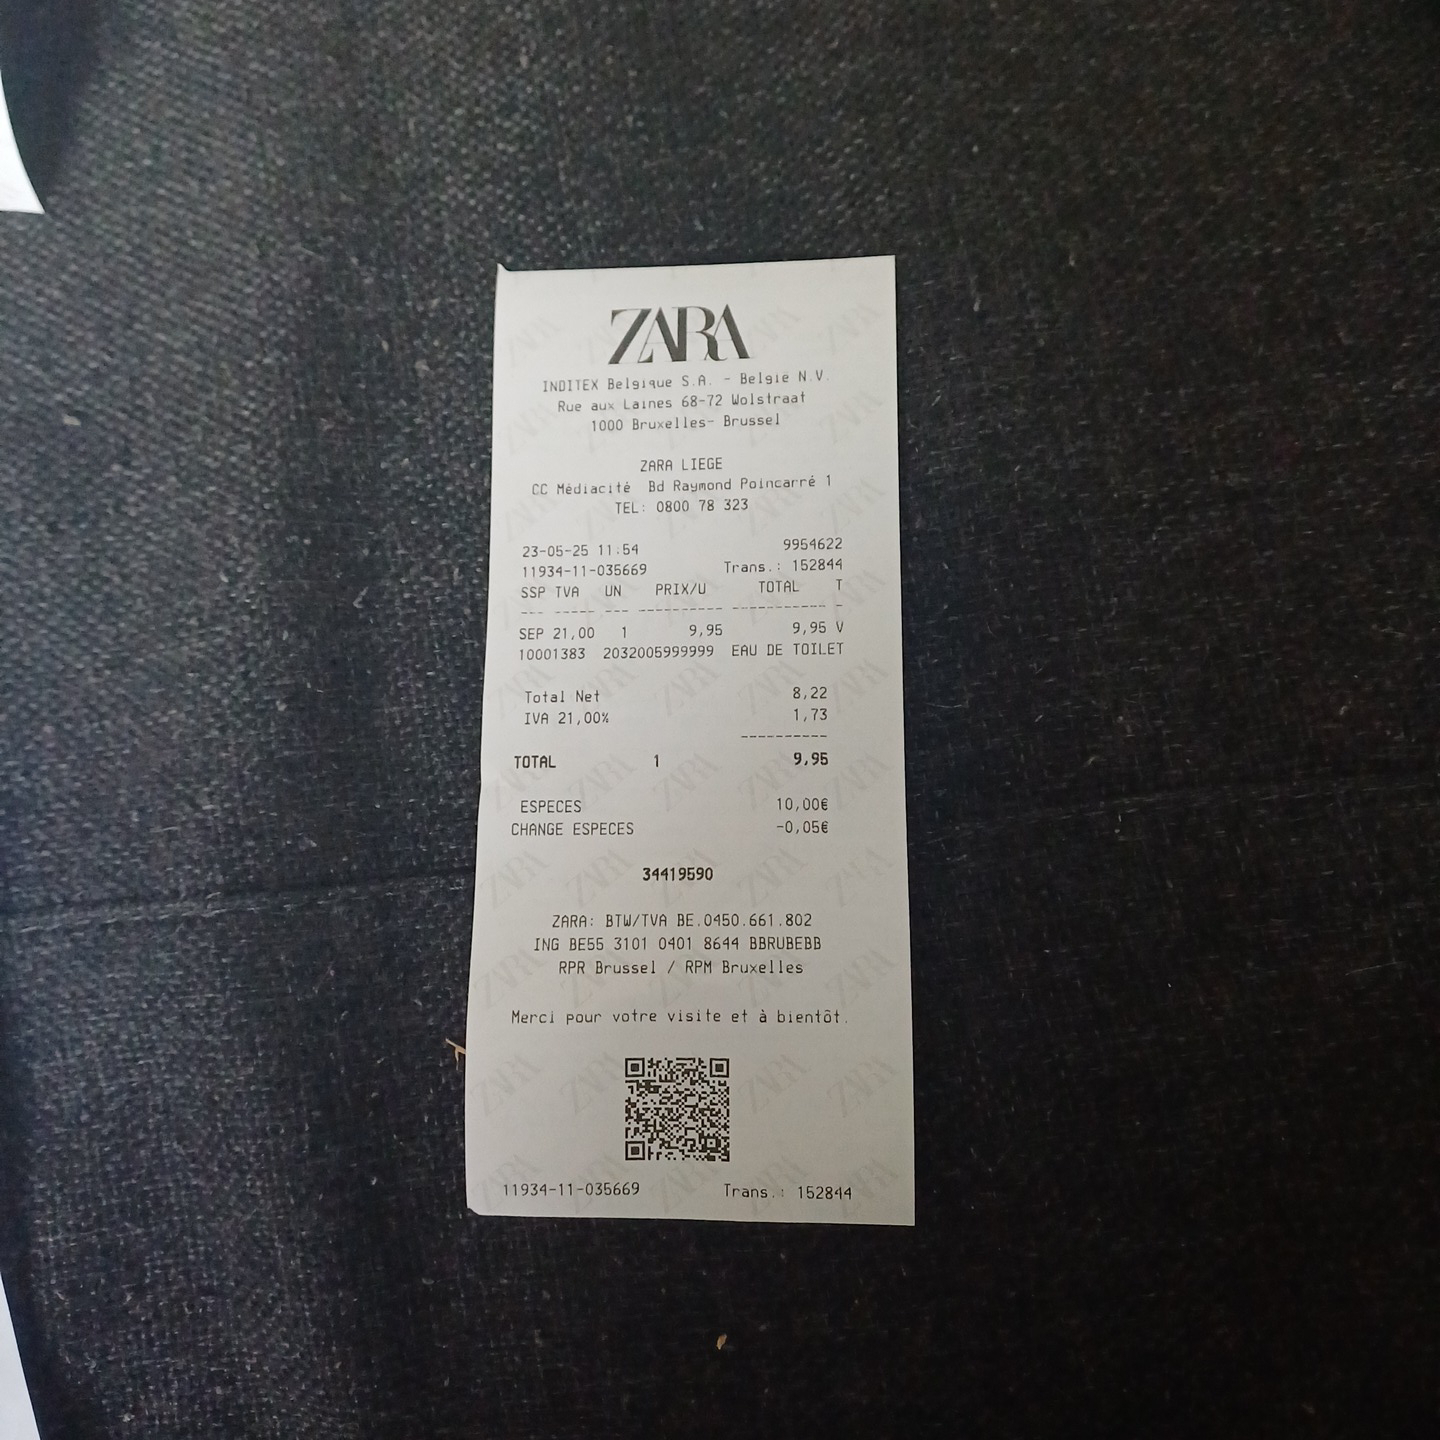 ZARA
INDITEX Belgique S.A. - België N.V.
Rue aux Laines 68-72 Wolstraat
1000 Bruxelles- Brussel
ZARA LIEGE
CC Médiacité Bd Raymond Poincarré 1
TEL: 0800 78 323
23-05-25 11:54 9954622
11934-11-035669 Trans.: 152844
SSP TVA UN PRIX/U TOTAL T
--- ----- --- ---------- ----------- -
SEP 21,00 1 9,95 9,95 V
10001383 2032005999999 EAU DE TOILET
Total Net 8,22
IVA 21,00% 1,73
----------
TOTAL 1 9,95
ESPECES 10,00€
CHANGE ESPECES -0,05€
34419590
ZARA: BTW/TVA BE.0450.661.802
ING BE55 3101 0401 8644 BBRUBEBB
RPR Brussel / RPM Bruxelles
Merci pour votre visite et à bientôt.
11934-11-035669 Trans.: 152844